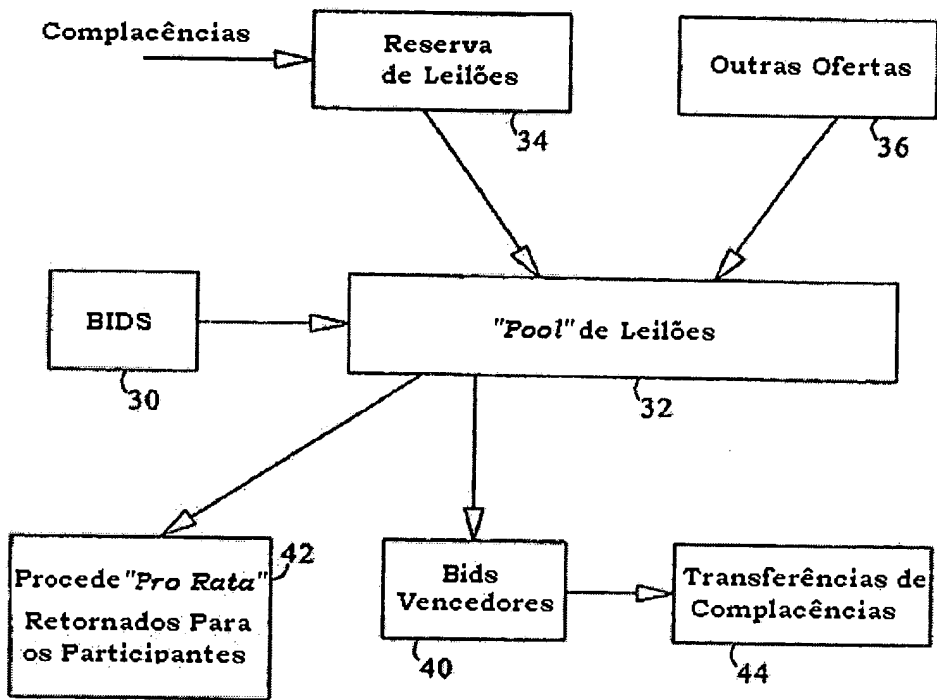 Complacências
Reserva
de Leilões
34
Outras Ofertas
36
BIDS
30
"Pool" de Leilões
32
Procede "Pro Rata"
Retornados Para
os Participantes
42
Bids
Vencedores
40
Transferências de
Complacências
44